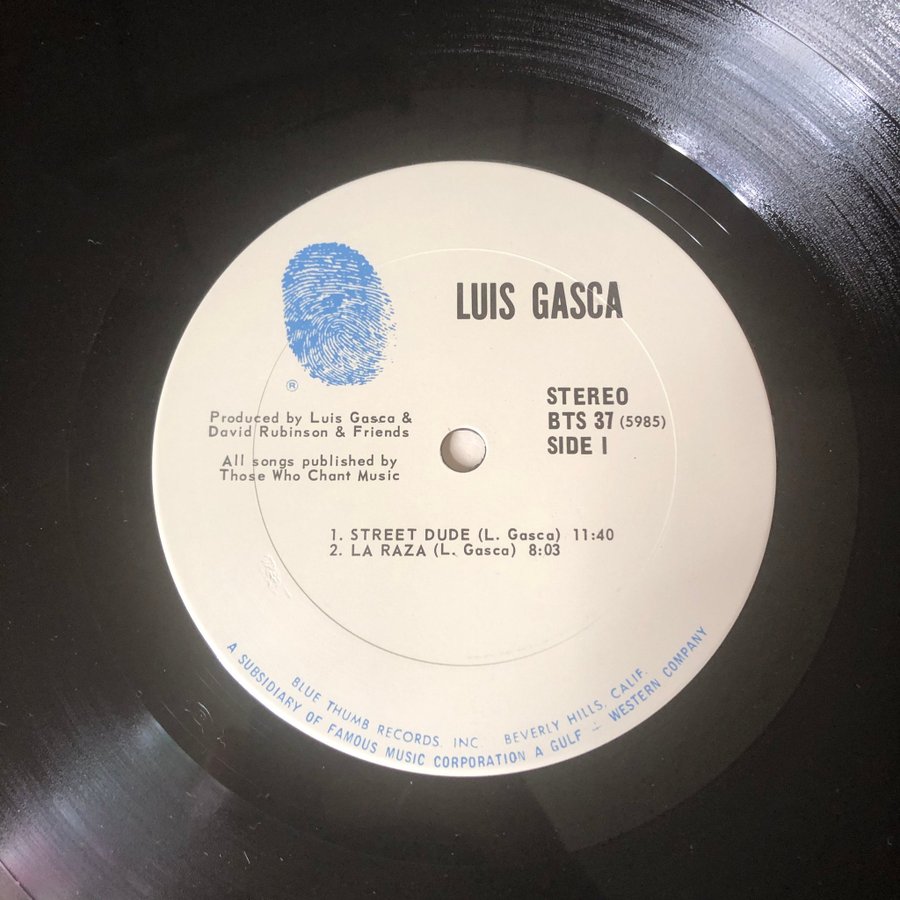 LUIS GASCA
®
STEREO
BTS 37 (5985)
SIDE 1
Produced by Luis Gasca &
David Rubinson & Friends
All songs published by
Those Who Chant Music
1. STREET DUDE (L. Gasca) 11:40
2. LA RAZA (L. Gasca) 8:03
BLUE THUMB RECORDS, INC. BEVERLY HILLS, CALIF.
A SUBSIDIARY OF FAMOUS MUSIC CORPORATION A GULF + WESTERN COMPANY